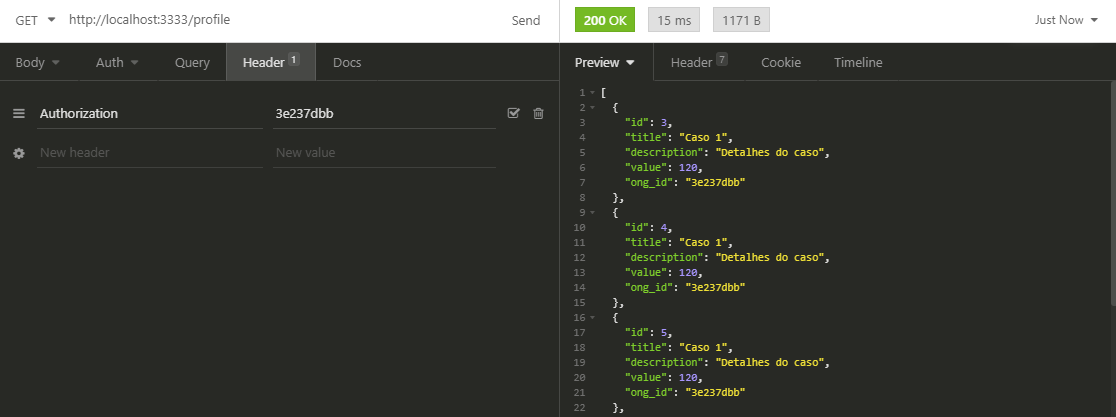 GET http://localhost:3333/profile Send 200 OK 15 ms 1171 B Just Now
Body Auth Query Header 1 Docs Preview Header 7 Cookie Timeline
Authorization 3e237dbb
New header New value
1 [
2 {
3 "id": 3,
4 "title": "Caso 1",
5 "description": "Detalhes do caso",
6 "value": 120,
7 "ong_id": "3e237dbb"
8 },
9 {
10 "id": 4,
11 "title": "Caso 1",
12 "description": "Detalhes do caso",
13 "value": 120,
14 "ong_id": "3e237dbb"
15 },
16 {
17 "id": 5,
18 "title": "Caso 1",
19 "description": "Detalhes do caso",
20 "value": 120,
21 "ong_id": "3e237dbb"
22 },